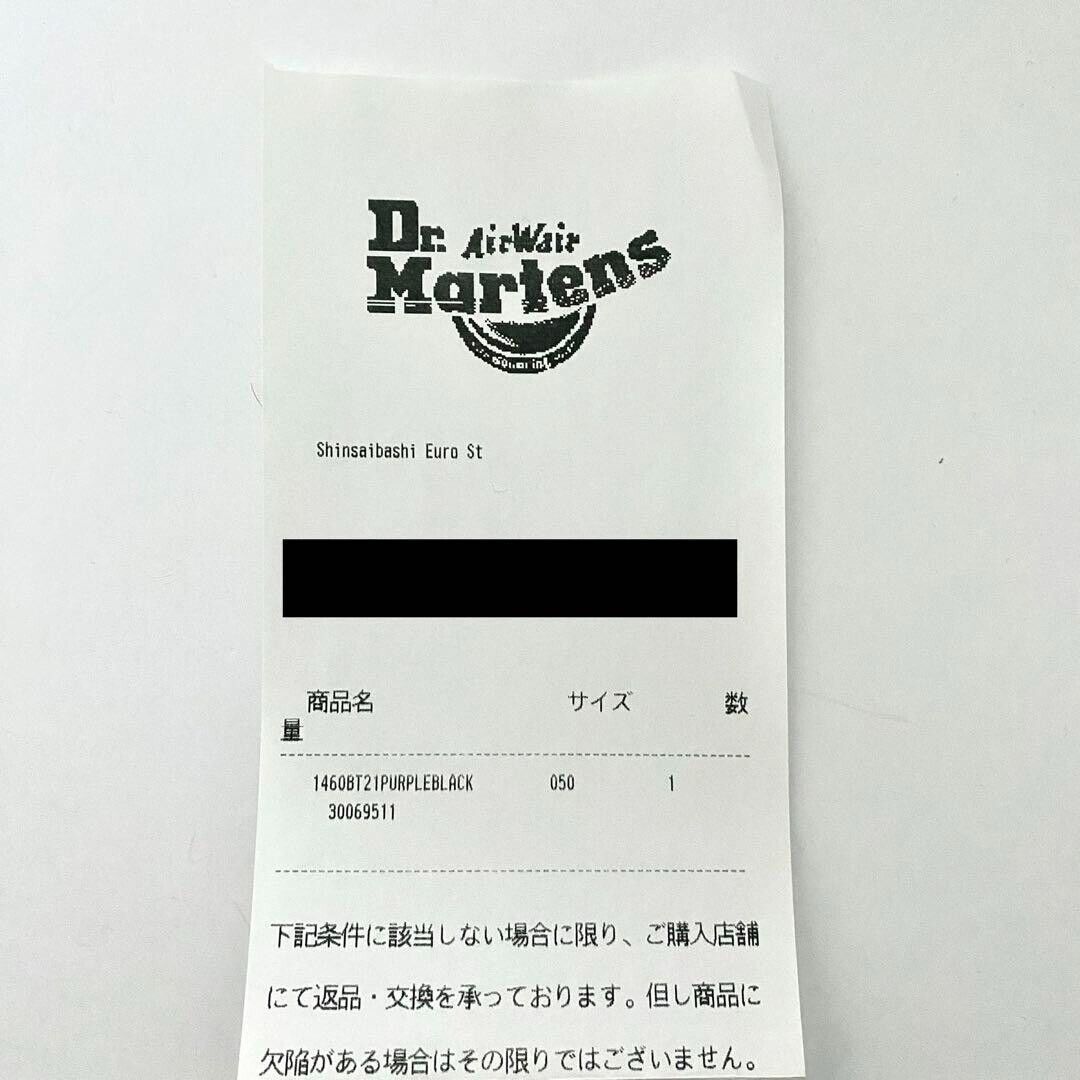 Dr. AirWair
Martens
Shinsaibashi Euro St
商品名 サイズ 数
量
1460BT21PURPLEBLACK 050 1
30069511
下記条件に該当しない場合に限り、ご購入店舗
にて返品・交換を承っております。但し商品に
欠陥がある場合はその限りではございません。